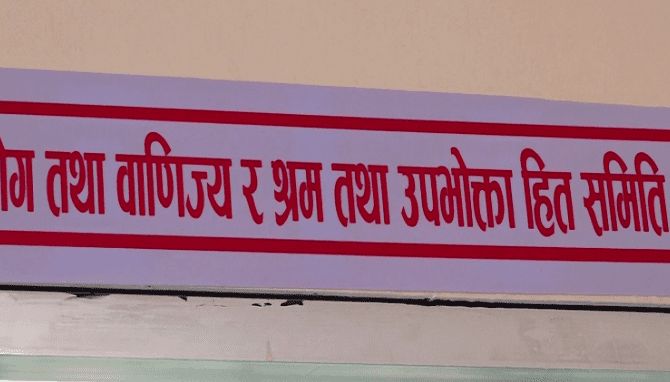 ोग तथा वाणिज्य र श्रम तथा उपभोक्ता हित समिति